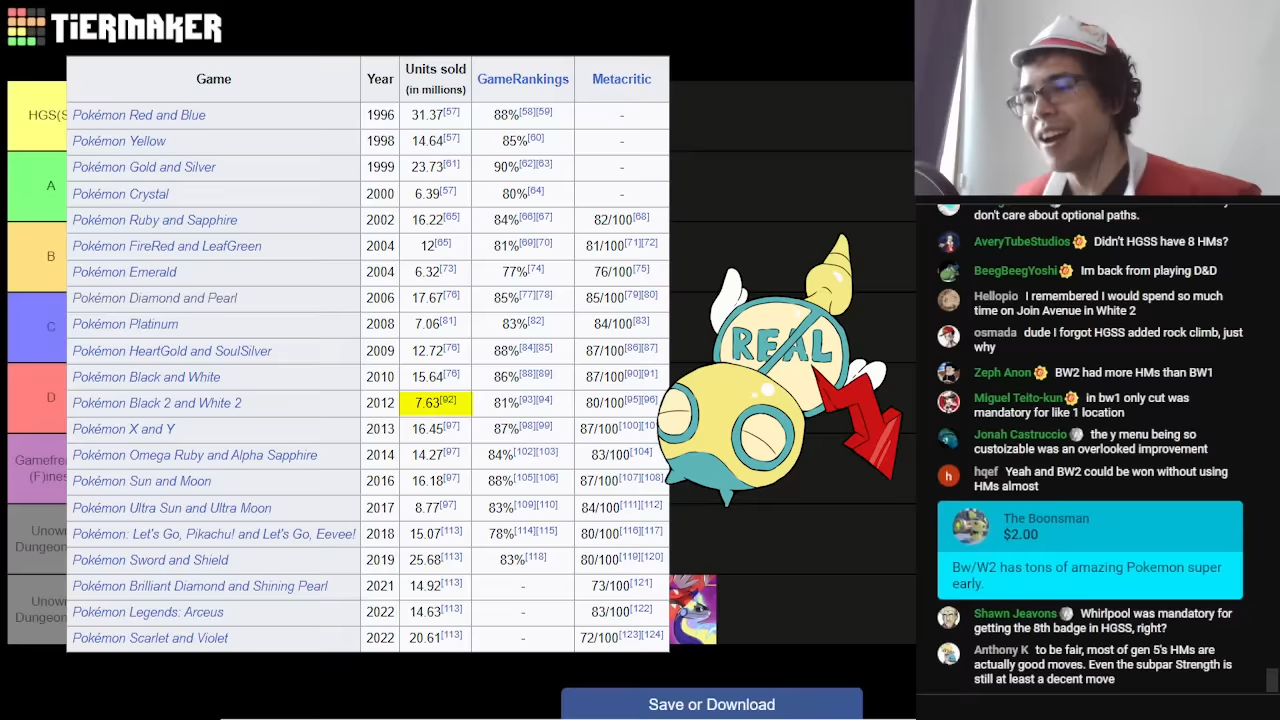 TiERMAKER
Game Year Units sold (in millions) GameRankings Metacritic
Pokémon Red and Blue 1996 31.37[57] 88%[58][59] -
Pokémon Yellow 1998 14.64[57] 85%[60] -
Pokémon Gold and Silver 1999 23.73[61] 90%[62][63] -
Pokémon Crystal 2000 6.39[57] 80%[64] -
Pokémon Ruby and Sapphire 2002 16.22[65] 84%[66][67] 82/100[68]
Pokémon FireRed and LeafGreen 2004 12[65] 81%[69][70] 81/100[71][72]
Pokémon Emerald 2004 6.32[73] 77%[74] 76/100[75]
Pokémon Diamond and Pearl 2006 17.67[76] 85%[77][78] 85/100[79][80]
Pokémon Platinum 2008 7.06[81] 83%[82] 84/100[83]
Pokémon HeartGold and SoulSilver 2009 12.72[76] 88%[84][85] 87/100[86][87]
Pokémon Black and White 2010 15.64[76] 86%[88][89] 87/100[90][91]
Pokémon Black 2 and White 2 2012 7.63[92] 81%[93][94] 80/100[95][96]
Pokémon X and Y 2013 16.45[97] 87%[98][99] 87/100[100][10
Pokémon Omega Ruby and Alpha Sapphire 2014 14.27[97] 84%[102][103] 83/100[104]
Pokémon Sun and Moon 2016 16.18[97] 88%[105][106] 87/100[107][108]
Pokémon Ultra Sun and Ultra Moon 2017 8.77[97] 83%[109][110] 84/100[111][112]
Pokémon: Let's Go, Pikachu! and Let's Go, Eevee! 2018 15.07[113] 78%[114][115] 80/100[116][117]
Pokémon Sword and Shield 2019 25.68[113] 83%[118] 80/100[119][120]
Pokémon Brilliant Diamond and Shining Pearl 2021 14.92[113] - 73/100[121]
Pokémon Legends: Arceus 2022 14.63[113] - 83/100[122]
Pokémon Scarlet and Violet 2022 20.61[113] - 72/100[123][124]
HGS(S
A
B
C
D
Gamefre
(F)ines
Unow
Dungeon
Unow
Dungeon
REAL
Save or Download
don't care about optional paths.
AveryTubeStudios Didn't HGSS have 8 HMs?
BeegBeegYoshi Im back from playing D&D
Hellopio I remembered I would spend so much
time on Join Avenue in White 2
osmada dude I forgot HGSS added rock climb, just
why
Zeph Anon BW2 had more HMs than BW1
Miguel Teito-kun in bw1 only cut was
mandatory for like 1 location
Jonah Castruccio the y menu being so
custoizable was an overlooked improvement
hqef Yeah and BW2 could be won without using
HMs almost
The Boonsman
$2.00
Bw/W2 has tons of amazing Pokemon super
early.
Shawn Jeavons Whirlpool was mandatory for
getting the 8th badge in HGSS, right?
Anthony K to be fair, most of gen 5's HMs are
actually good moves. Even the subpar Strength is
still at least a decent move